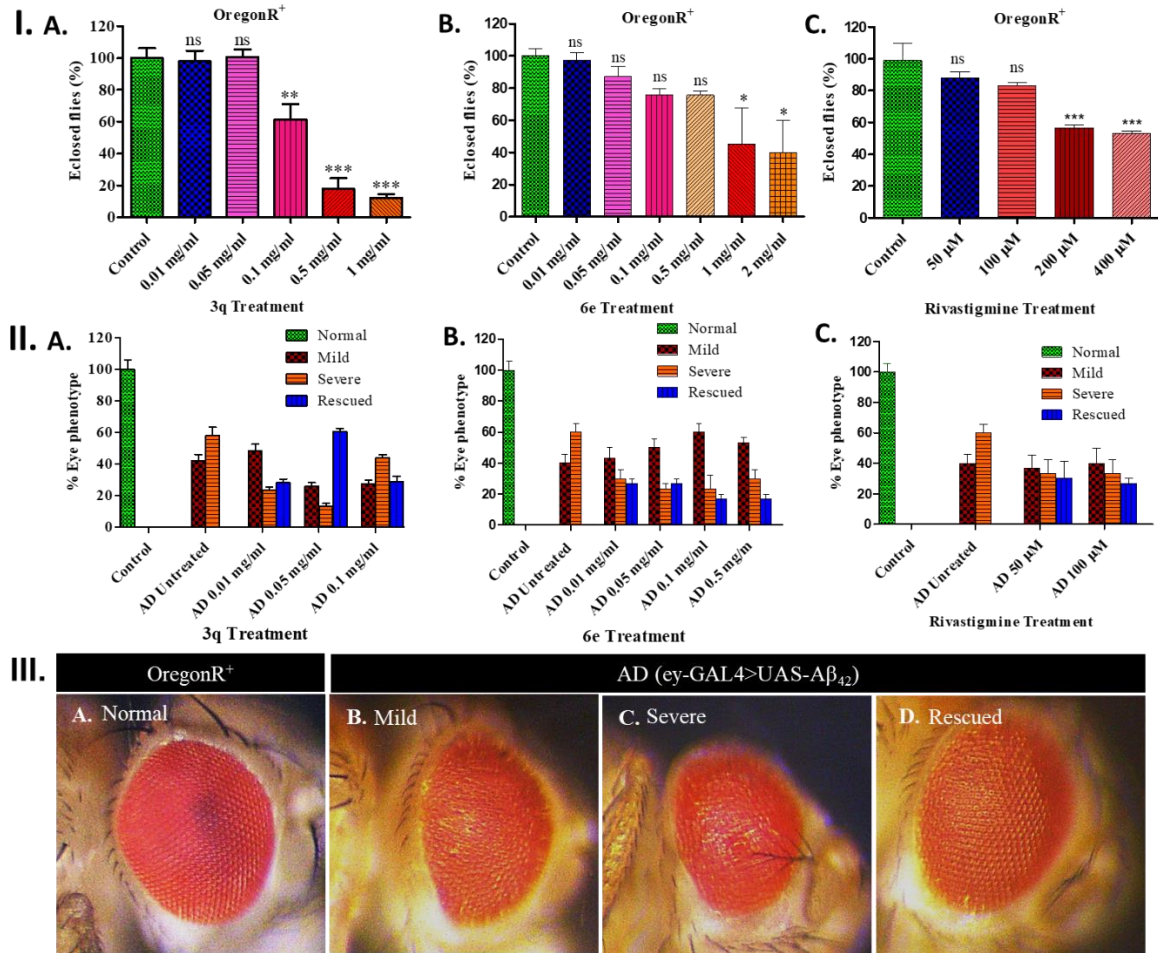 I. A.
OregonR⁺
Eclosed flies (%)
120
100
80
60
40
20
0
ns
ns
**
***
***
Control
0.01 mg/ml
0.05 mg/ml
0.1 mg/ml
0.5 mg/ml
1 mg/ml
3q Treatment
B.
OregonR⁺
Eclosed flies (%)
120
100
80
60
40
20
0
ns
ns
ns
ns
*
*
Control
0.01 mg/ml
0.05 mg/ml
0.1 mg/ml
0.5 mg/ml
1 mg/ml
2 mg/ml
6e Treatment
C.
OregonR⁺
Eclosed flies (%)
120
100
80
60
40
20
0
ns
ns
***
***
Control
50 µM
100 µM
200 µM
400 µM
Rivastigmine Treatment
II. A.
Normal
Mild
Severe
Rescued
% Eye phenotype
120
100
80
60
40
20
0
Control
AD Untreated
AD 0.01 mg/ml
AD 0.05 mg/ml
AD 0.1 mg/ml
3q Treatment
B.
Normal
Mild
Severe
Rescued
% Eye phenotype
120
100
80
60
40
20
0
Control
AD Untreated
AD 0.01 mg/ml
AD 0.05 mg/ml
AD 0.1 mg/ml
AD 0.5 mg/m
6e Treatment
C.
Normal
Mild
Severe
Rescued
% Eye phenotype
120
100
80
60
40
20
0
Control
AD Unreated
AD 50 µM
AD 100 µM
Rivastigmine Treatment
III.
OregonR⁺
AD (ey-GAL4>UAS-Aβ₄₂)
A. Normal
B. Mild
C. Severe
D. Rescued